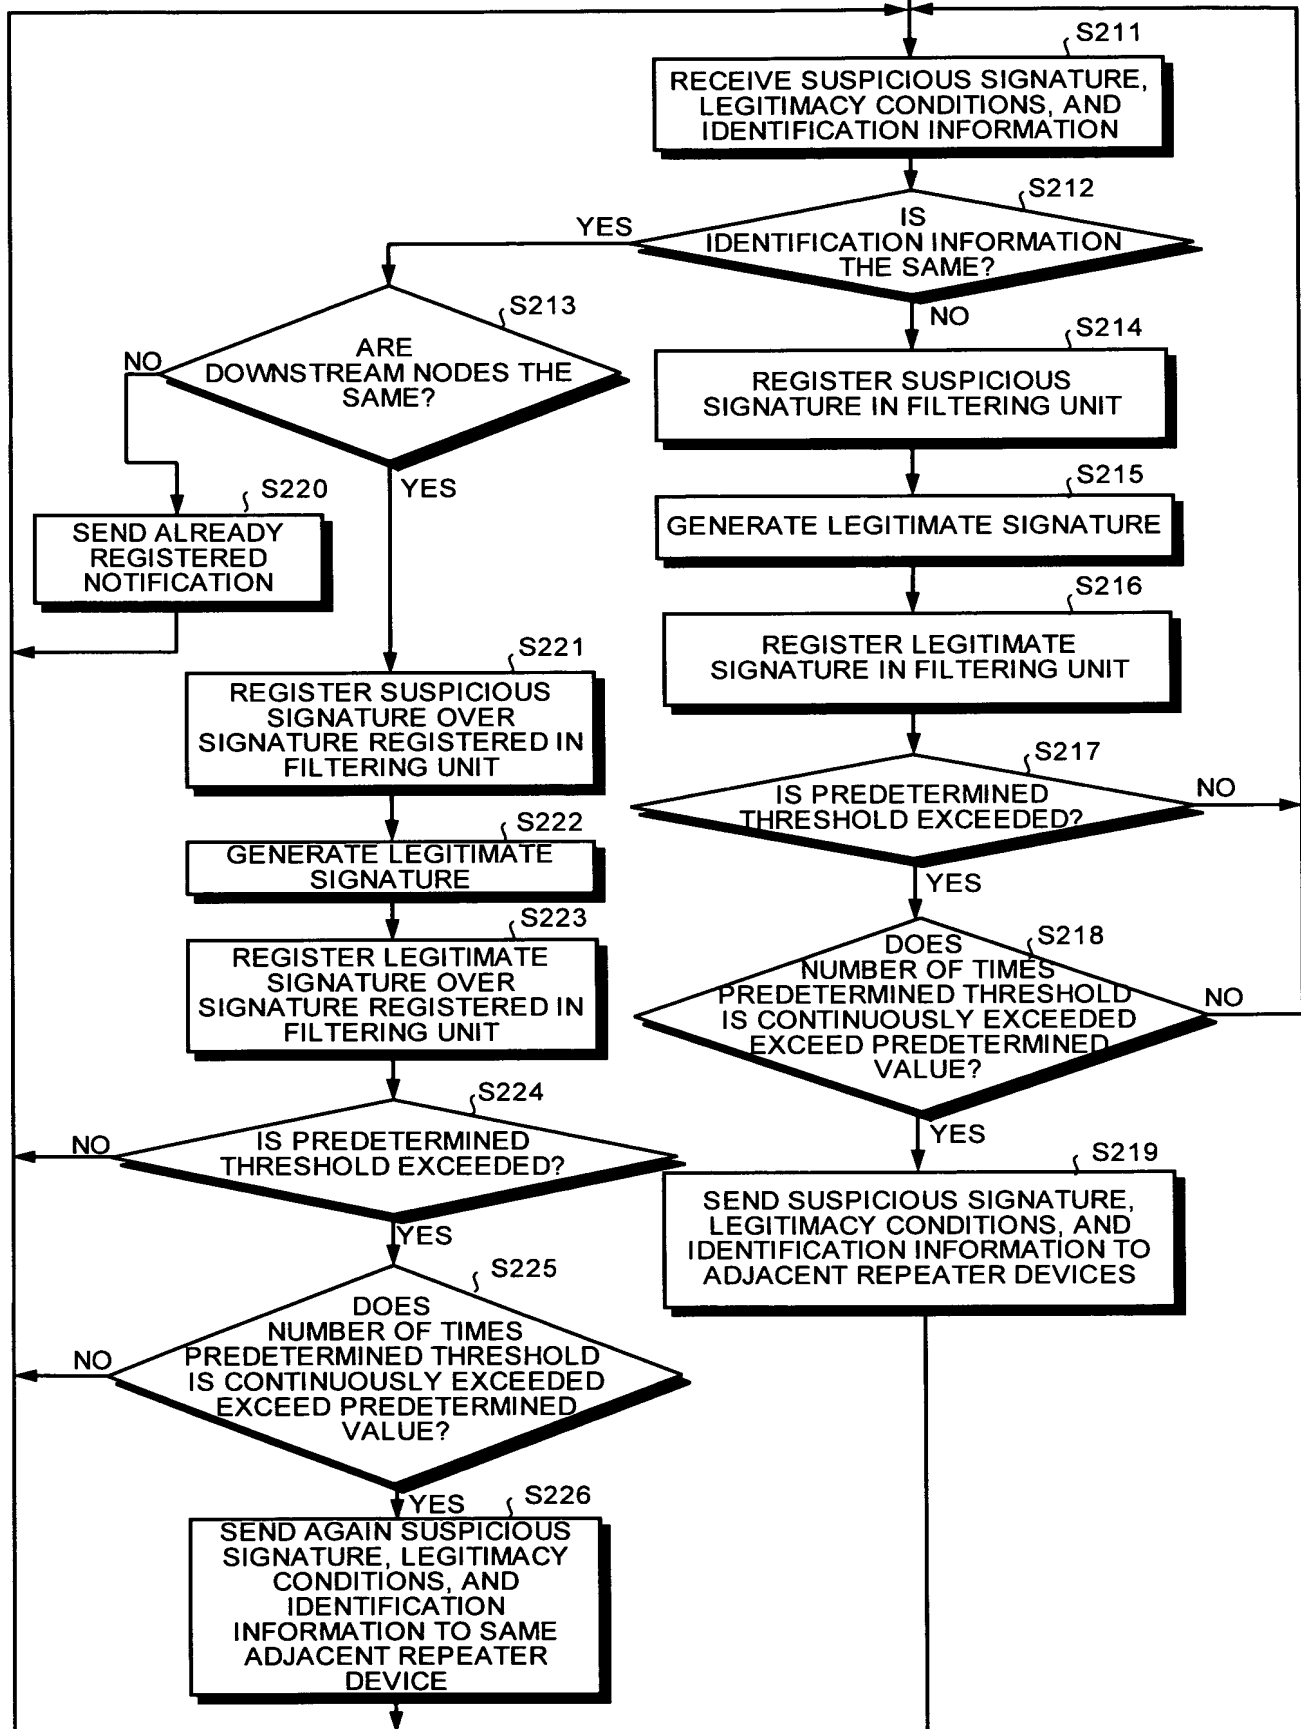 S211
RECEIVE SUSPICIOUS SIGNATURE,
LEGITIMACY CONDITIONS, AND
IDENTIFICATION INFORMATION
S212
IS
IDENTIFICATION INFORMATION
THE SAME?
YES
NO
S213
ARE
DOWNSTREAM NODES THE
SAME?
NO
YES
S214
REGISTER SUSPICIOUS
SIGNATURE IN FILTERING UNIT
S215
GENERATE LEGITIMATE SIGNATURE
S216
REGISTER LEGITIMATE
SIGNATURE IN FILTERING UNIT
S217
IS PREDETERMINED
THRESHOLD EXCEEDED?
NO
YES
S218
DOES
NUMBER OF TIMES
PREDETERMINED THRESHOLD
IS CONTINUOUSLY EXCEEDED
EXCEED PREDETERMINED
VALUE?
NO
YES
S219
SEND SUSPICIOUS SIGNATURE,
LEGITIMACY CONDITIONS, AND
IDENTIFICATION INFORMATION TO
ADJACENT REPEATER DEVICES
S220
SEND ALREADY
REGISTERED
NOTIFICATION
S221
REGISTER SUSPICIOUS
SIGNATURE OVER
SIGNATURE REGISTERED IN
FILTERING UNIT
S222
GENERATE LEGITIMATE
SIGNATURE
S223
REGISTER LEGITIMATE
SIGNATURE OVER
SIGNATURE REGISTERED IN
FILTERING UNIT
S224
IS PREDETERMINED
THRESHOLD EXCEEDED?
NO
YES
S225
DOES
NUMBER OF TIMES
PREDETERMINED THRESHOLD
IS CONTINUOUSLY EXCEEDED
EXCEED PREDETERMINED
VALUE?
NO
YES
S226
SEND AGAIN SUSPICIOUS
SIGNATURE, LEGITIMACY
CONDITIONS, AND
IDENTIFICATION
INFORMATION TO SAME
ADJACENT REPEATER
DEVICE